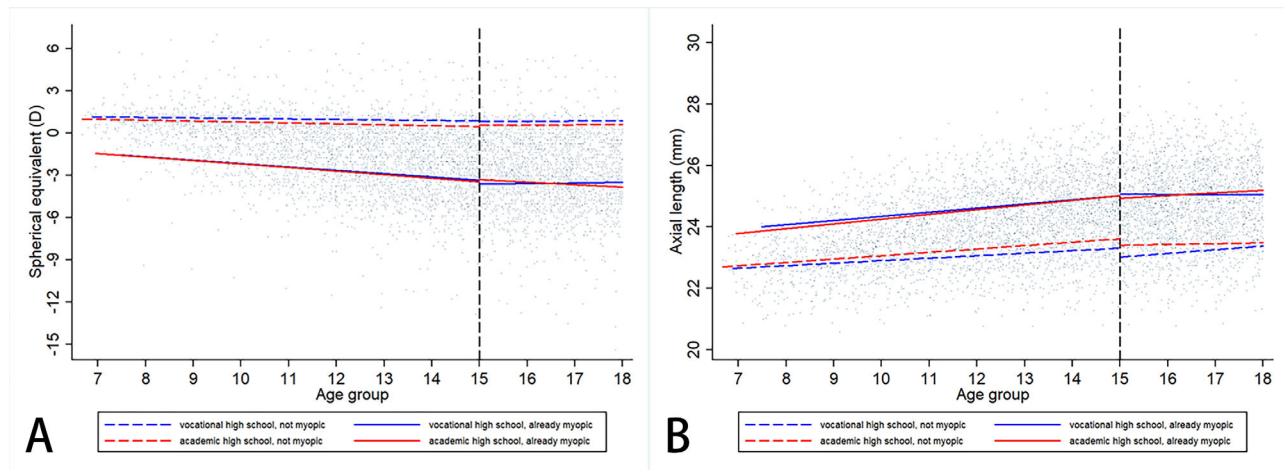 6
3
0
-3
-6
-9
-12
-15
Spherical equivalent (D)
7 8 9 10 11 12 13 14 15 16 17 18
Age group
vocational high school, not myopic vocational high school, already myopic
academic high school, not myopic academic high school, already myopic
A
30
28
26
24
22
20
Axial length (mm)
7 8 9 10 11 12 13 14 15 16 17 18
Age group
vocational high school, not myopic vocational high school, already myopic
academic high school, not myopic academic high school, already myopic
B